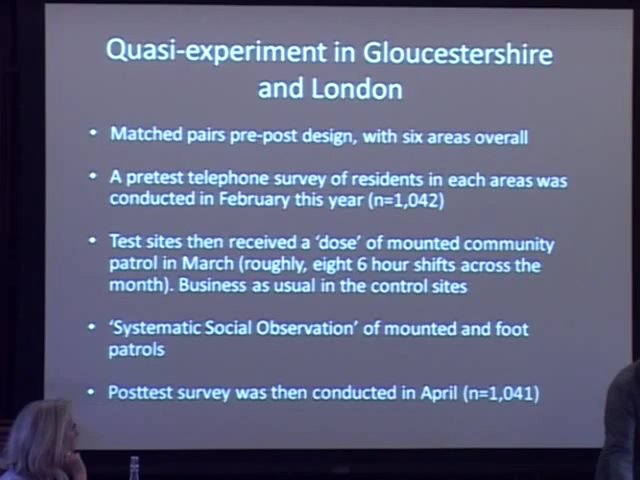 Quasi-experiment in Gloucestershire
and London
• Matched pairs pre-post design, with six areas overall
• A pretest telephone survey of residents in each areas was
conducted in February this year (n=1,042)
• Test sites then received a ‘dose’ of mounted community
patrol in March (roughly, eight 6 hour shifts across the
month). Business as usual in the control sites
• ‘Systematic Social Observation’ of mounted and foot
patrols
• Posttest survey was then conducted in April (n=1,041)